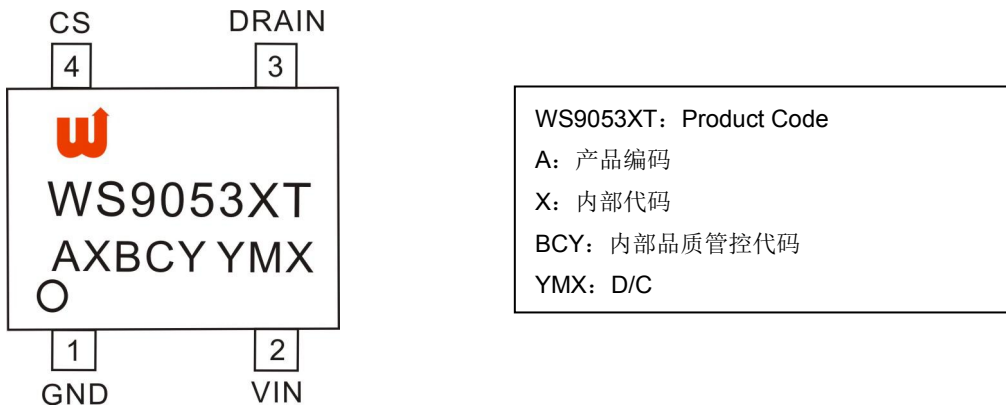 CS DRAIN
4 3
WS9053XT
AXBCY YMX
1 2
GND VIN
WS9053XT：Product Code
A：产品编码
X：内部代码
BCY：内部品质管控代码
YMX：D/C